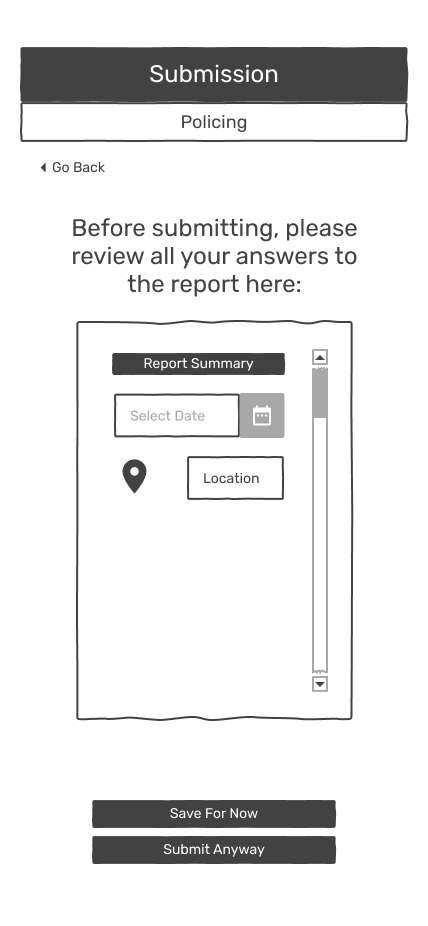 Submission
Policing
Go Back
Before submitting, please
review all your answers to
the report here:
Report Summary
Select Date
Location
Save For Now
Submit Anyway